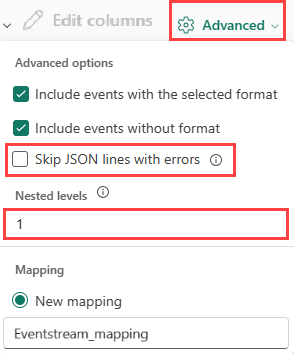 Edit columns Advanced
Advanced options
Include events with the selected format
Include events without format
Skip JSON lines with errors
Nested levels
1
Mapping
New mapping
Eventstream_mapping